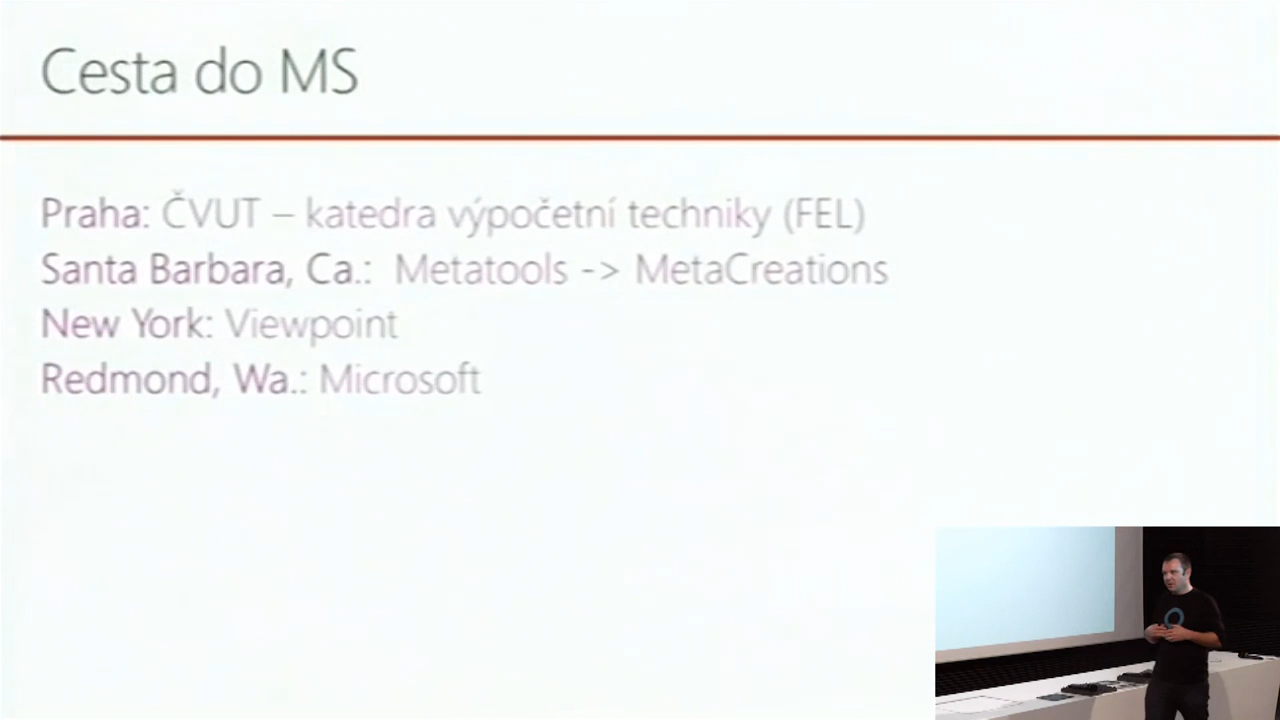 Cesta do MS
Praha: ČVUT – katedra výpočetní techniky (FEL)
Santa Barbara, Ca.: Metatools -> MetaCreations
New York: Viewpoint
Redmond, Wa.: Microsoft